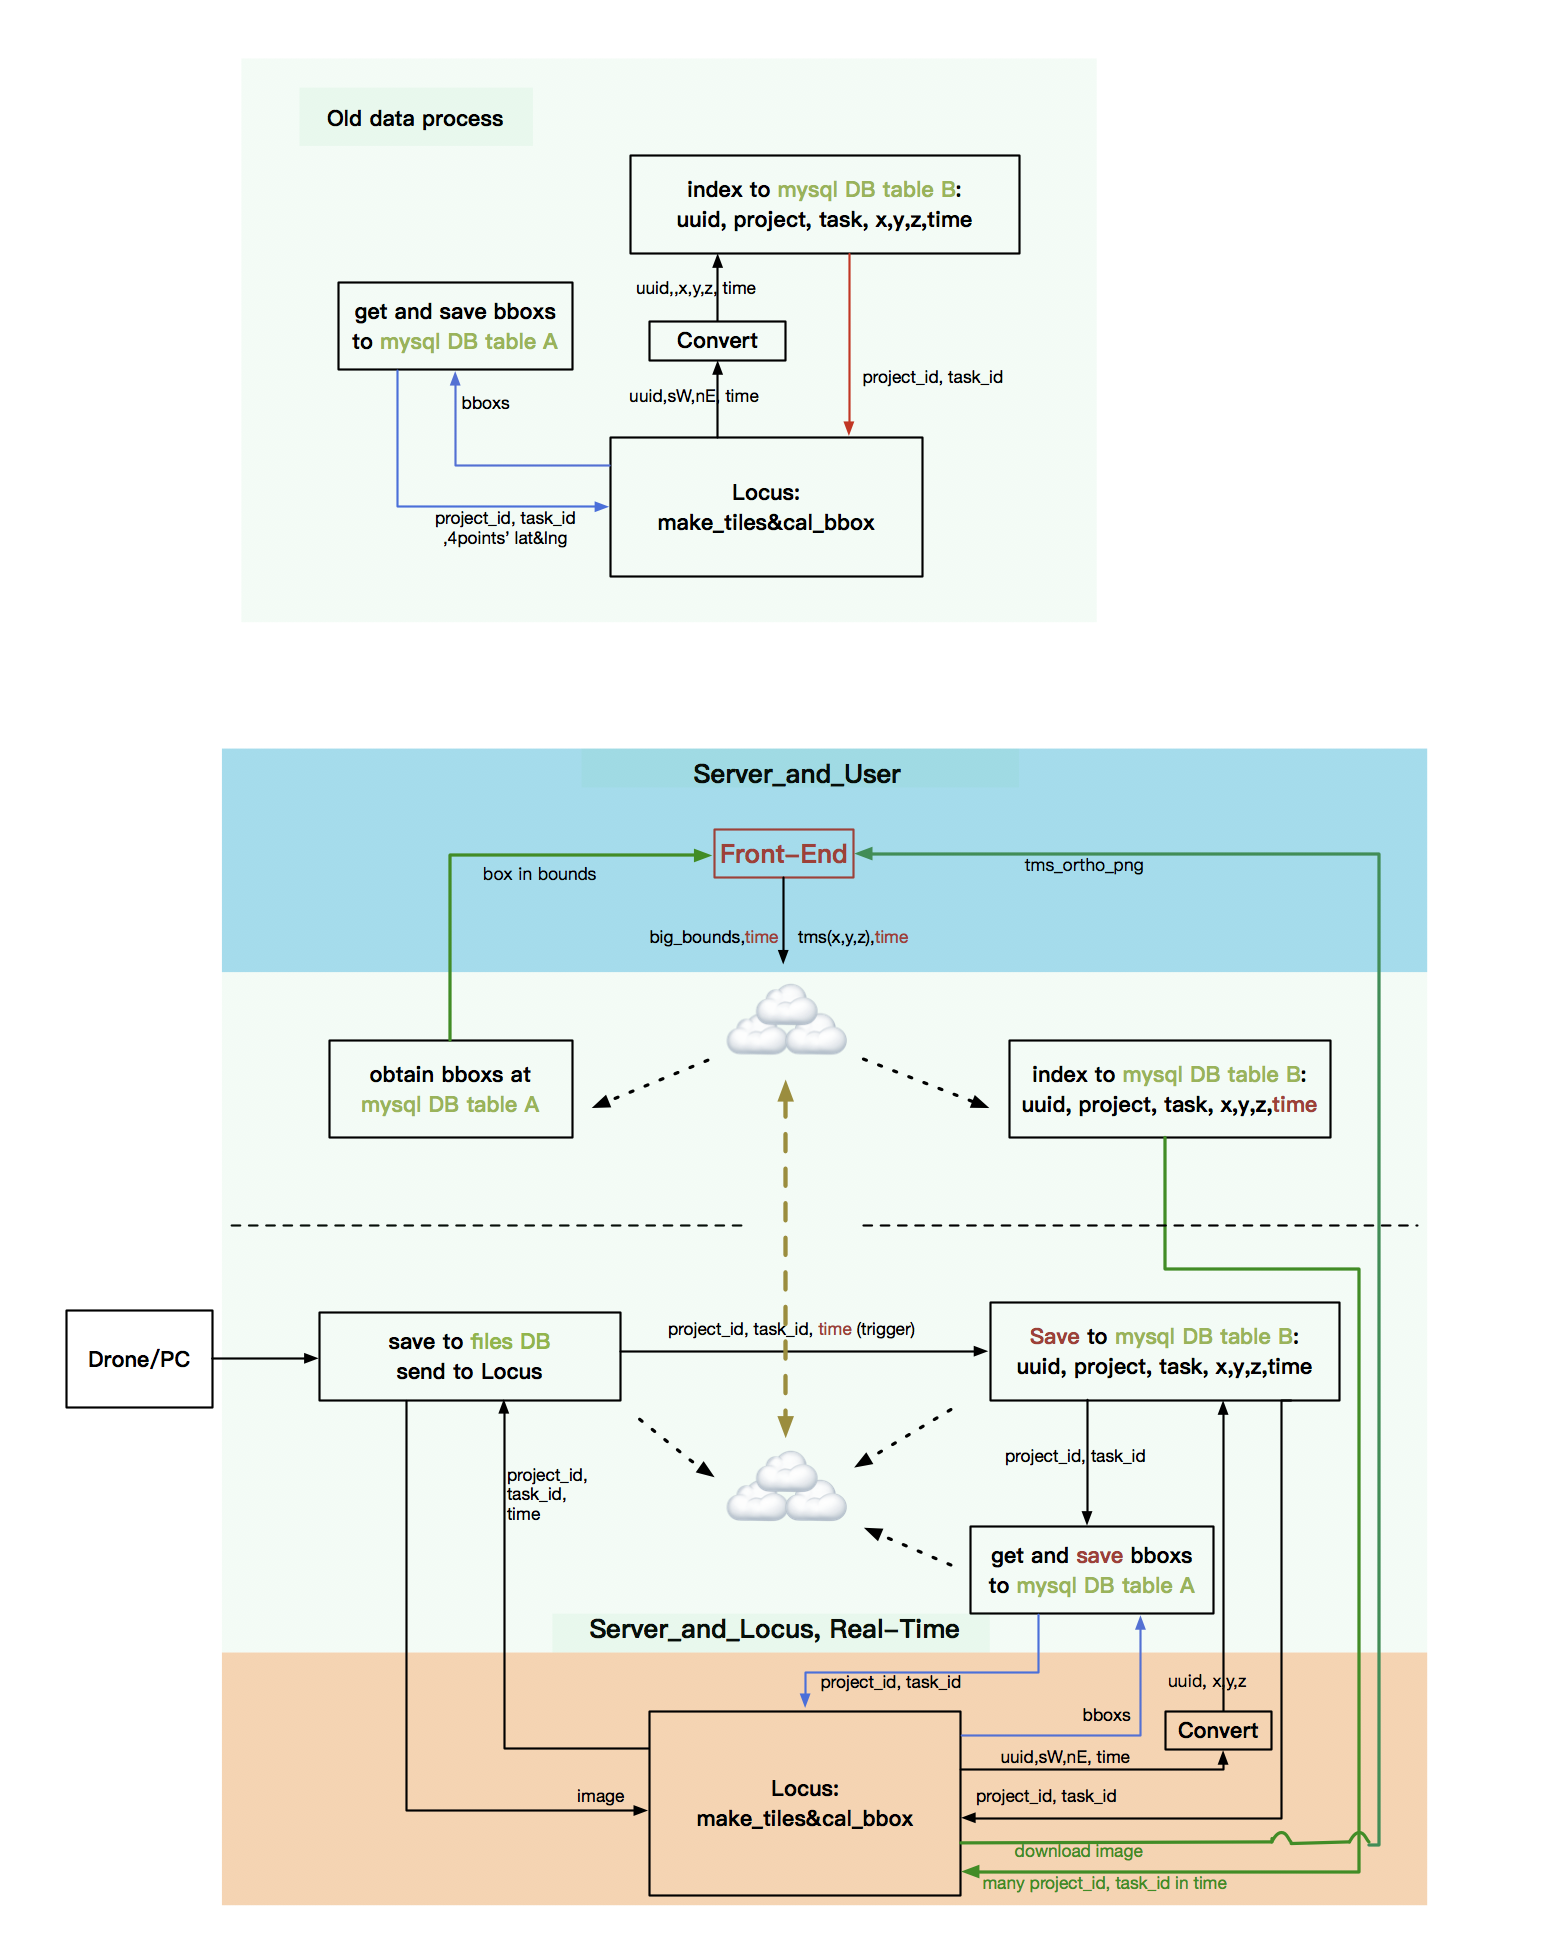 Old data process
index to mysql DB table B:
uuid, project, task, x,y,z,time
get and save bboxs
to mysql DB table A
uuid,,x,y,z, time
Convert
project_id, task_id
uuid,sW,nE, time
bboxs
Locus:
make_tiles&cal_bbox
project_id, task_id
,4points’ lat&lng
Server_and_User
Front-End
box in bounds
tms_ortho_png
big_bounds,time
tms(x,y,z),time
obtain bboxs at
mysql DB table A
index to mysql DB table B:
uuid, project, task, x,y,z,time
Drone/PC
save to files DB
send to Locus
project_id, task_id, time (trigger)
Save to mysql DB table B:
uuid, project, task, x,y,z,time
project_id,
task_id,
time
project_id, task_id
get and save bboxs
to mysql DB table A
Server_and_Locus, Real-Time
project_id, task_id
uuid, x,y,z
bboxs
Convert
uuid,sW,nE, time
image
Locus:
make_tiles&cal_bbox
project_id, task_id
download image
many project_id, task_id in time